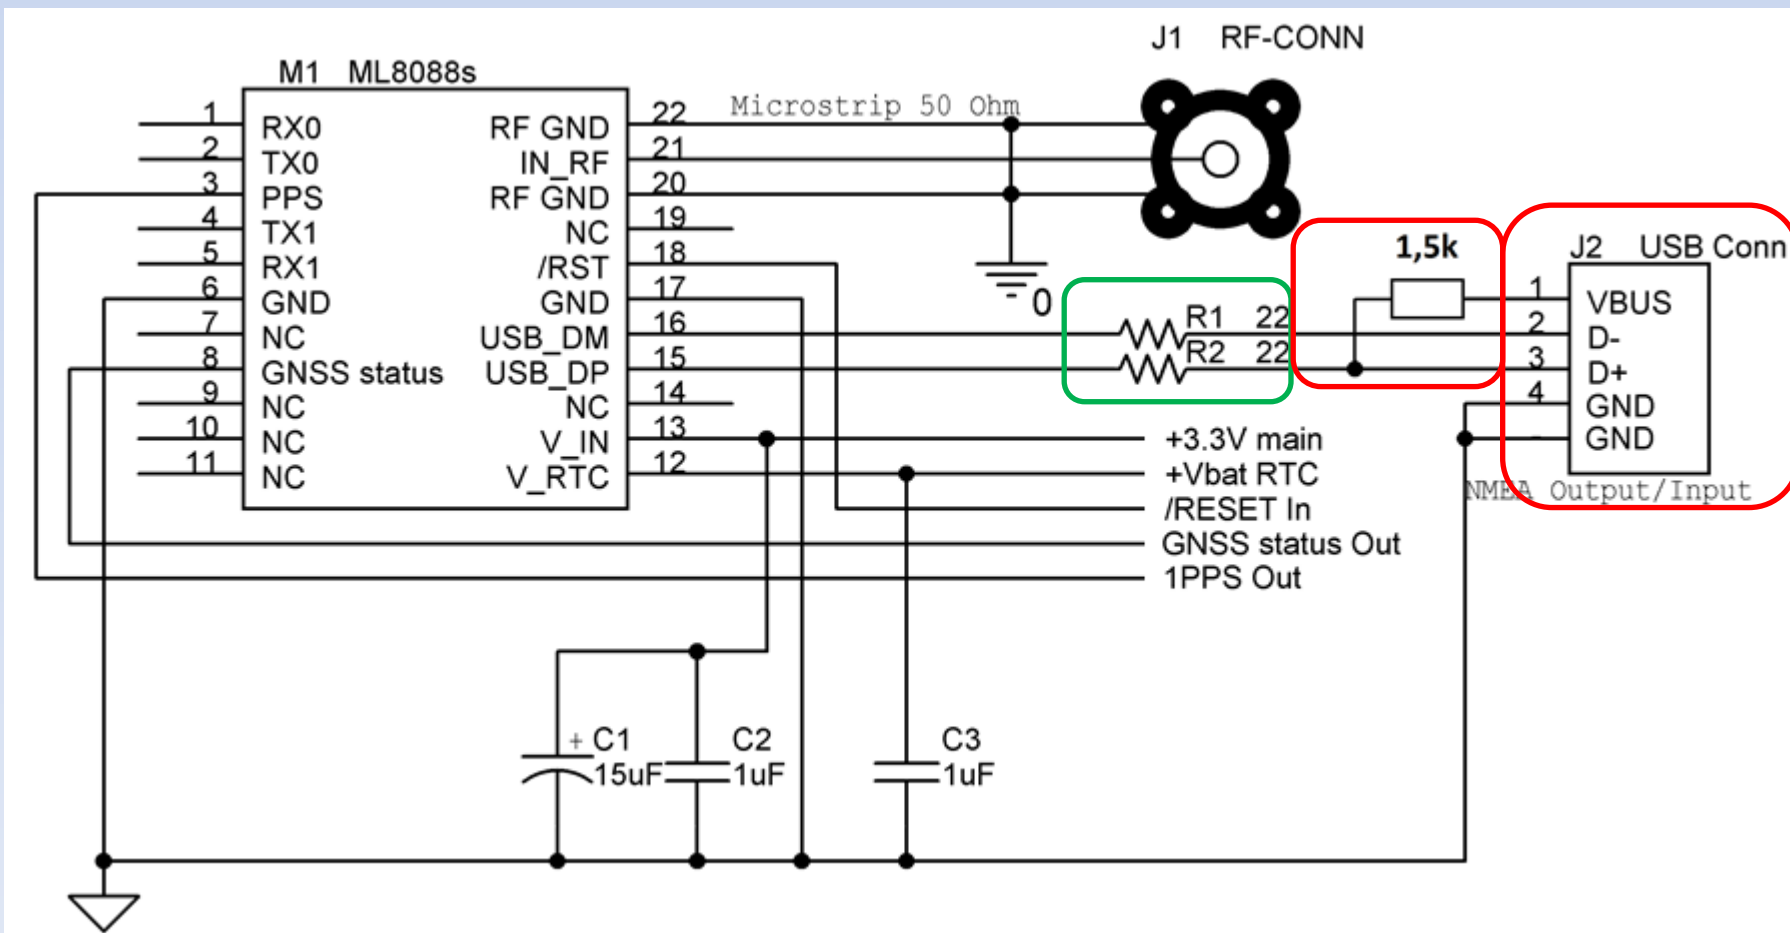 J1 RF-CONN
M1 ML8088s
Microstrip 50 Ohm
1 RX0 RF GND 22
2 TX0 IN_RF 21
3 PPS RF GND 20
4 TX1 NC 19
5 RX1 /RST 18
6 GND GND 17
7 NC USB_DM 16
8 GNSS status USB_DP 15
9 NC NC 14
10 NC V_IN 13
11 NC V_RTC 12
0
R1 22
R2 22
1,5k
J2 USB Conn
1 VBUS
2 D-
3 D+
4 GND
- GND
NMEA Output/Input
+3.3V main
+Vbat RTC
/RESET In
GNSS status Out
1PPS Out
+ C1
15uF
C2
1uF
C3
1uF